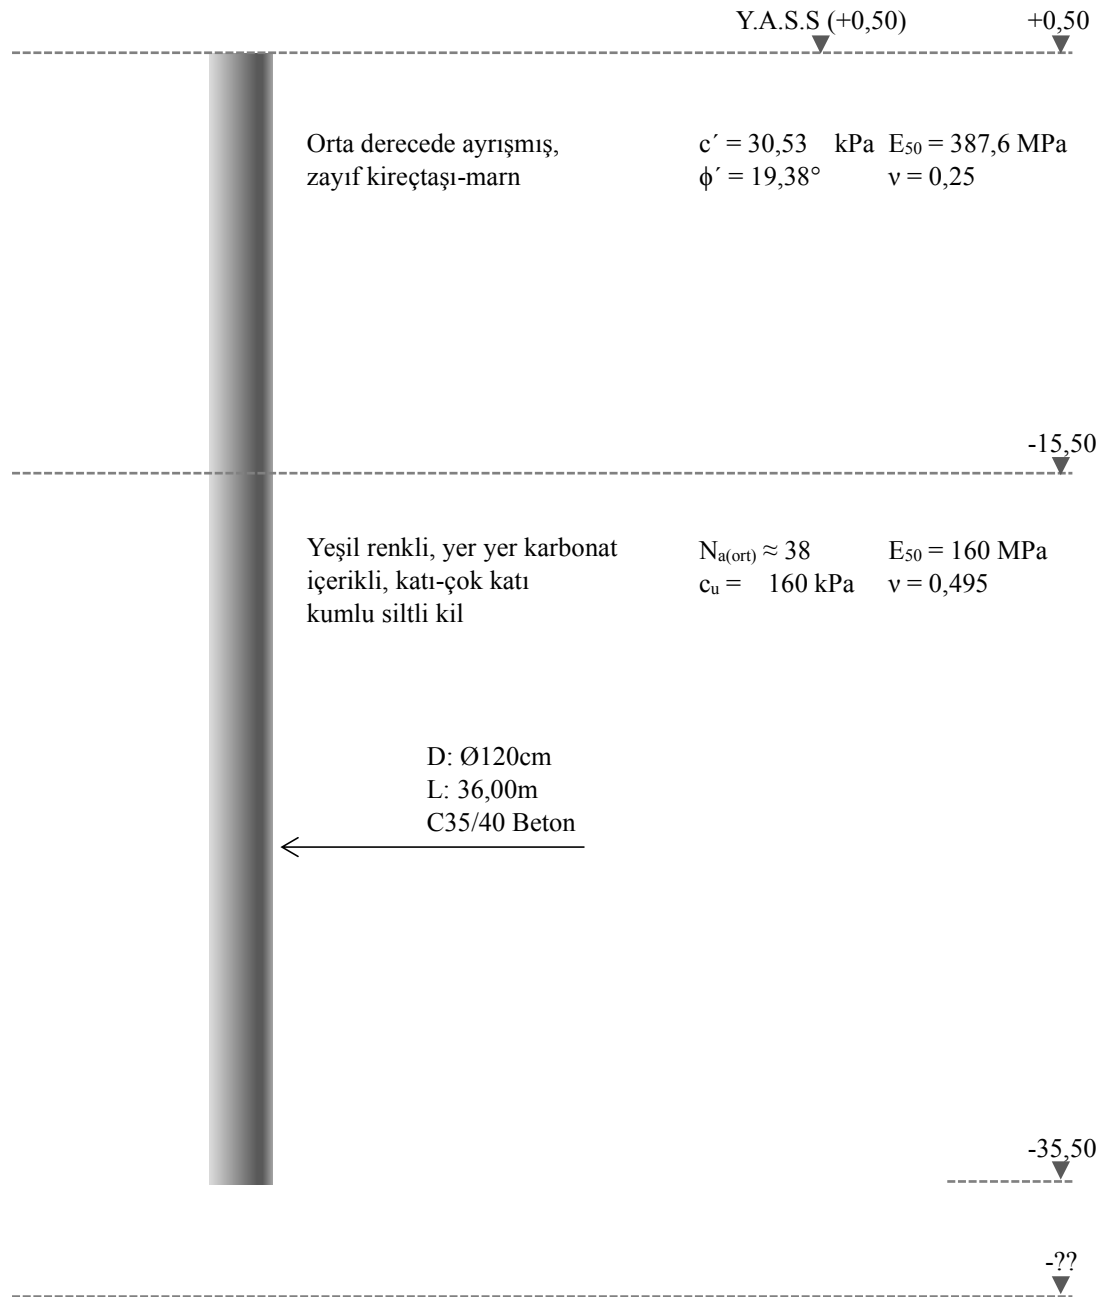 Y.A.S.S (+0,50) +0,50
Orta derecede ayrışmış, c´ = 30,53 kPa E50 = 387,6 MPa
zayıf kireçtaşı-marn ϕ´ = 19,38° ν = 0,25
-15,50
Yeşil renkli, yer yer karbonat Na(ort) ≈ 38 E50 = 160 MPa
içerikli, katı-çok katı cu = 160 kPa ν = 0,495
kumlu siltli kil
D: Ø120cm
L: 36,00m
C35/40 Beton
-35,50
-??